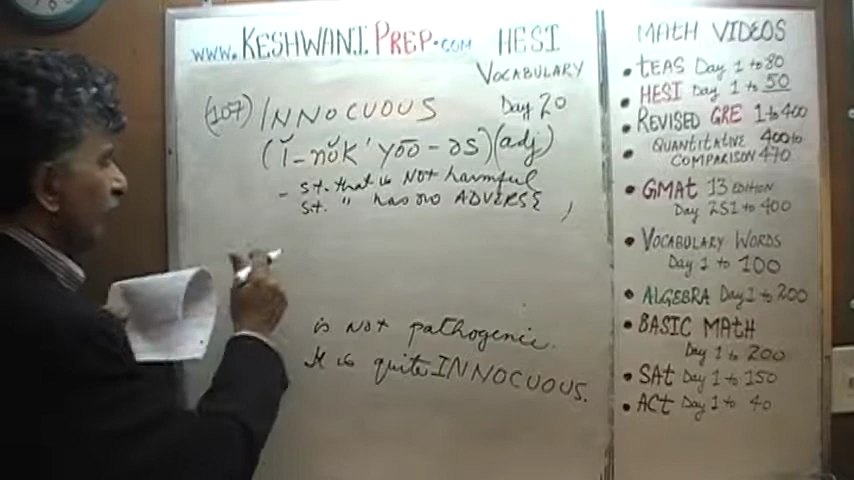 WWW.KESHWANIPREP.COM HESI
VOCABULARY
(107) INNOCUOUS Day 20
(ĭ-nŏk'yōō-əs)(adj)
- s.t. that is NOT harmful
s.t. " has no ADVERSE ,
is NOT pathogenic.
It is quite INNOCUOUS.
MATH VIDEOS
• TEAS Day 1 to 80
• HESI Day 1 to 50
• REVISED GRE 1 to 400
• QUANTITATIVE 400 to
COMPARISON 470
• GMAT 13 EDITION
Day 251 to 400
• VOCABULARY WORDS
Day 1 to 100
• ALGEBRA Day 1 to 200
• BASIC MATH
Day 1 to 200
• SAT Day 1 to 150
• ACT Day 1 to 40